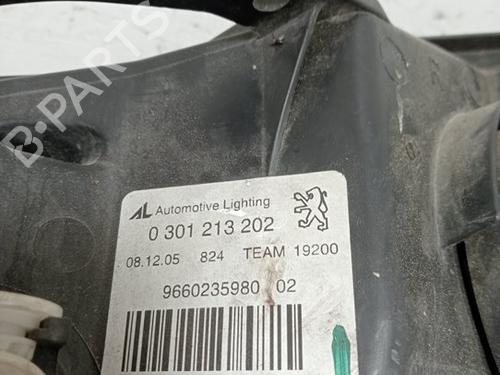 B-PARTS
AL Automotive Lighting
0 301 213 202
08.12.05 824 TEAM 19200
9660235980 02